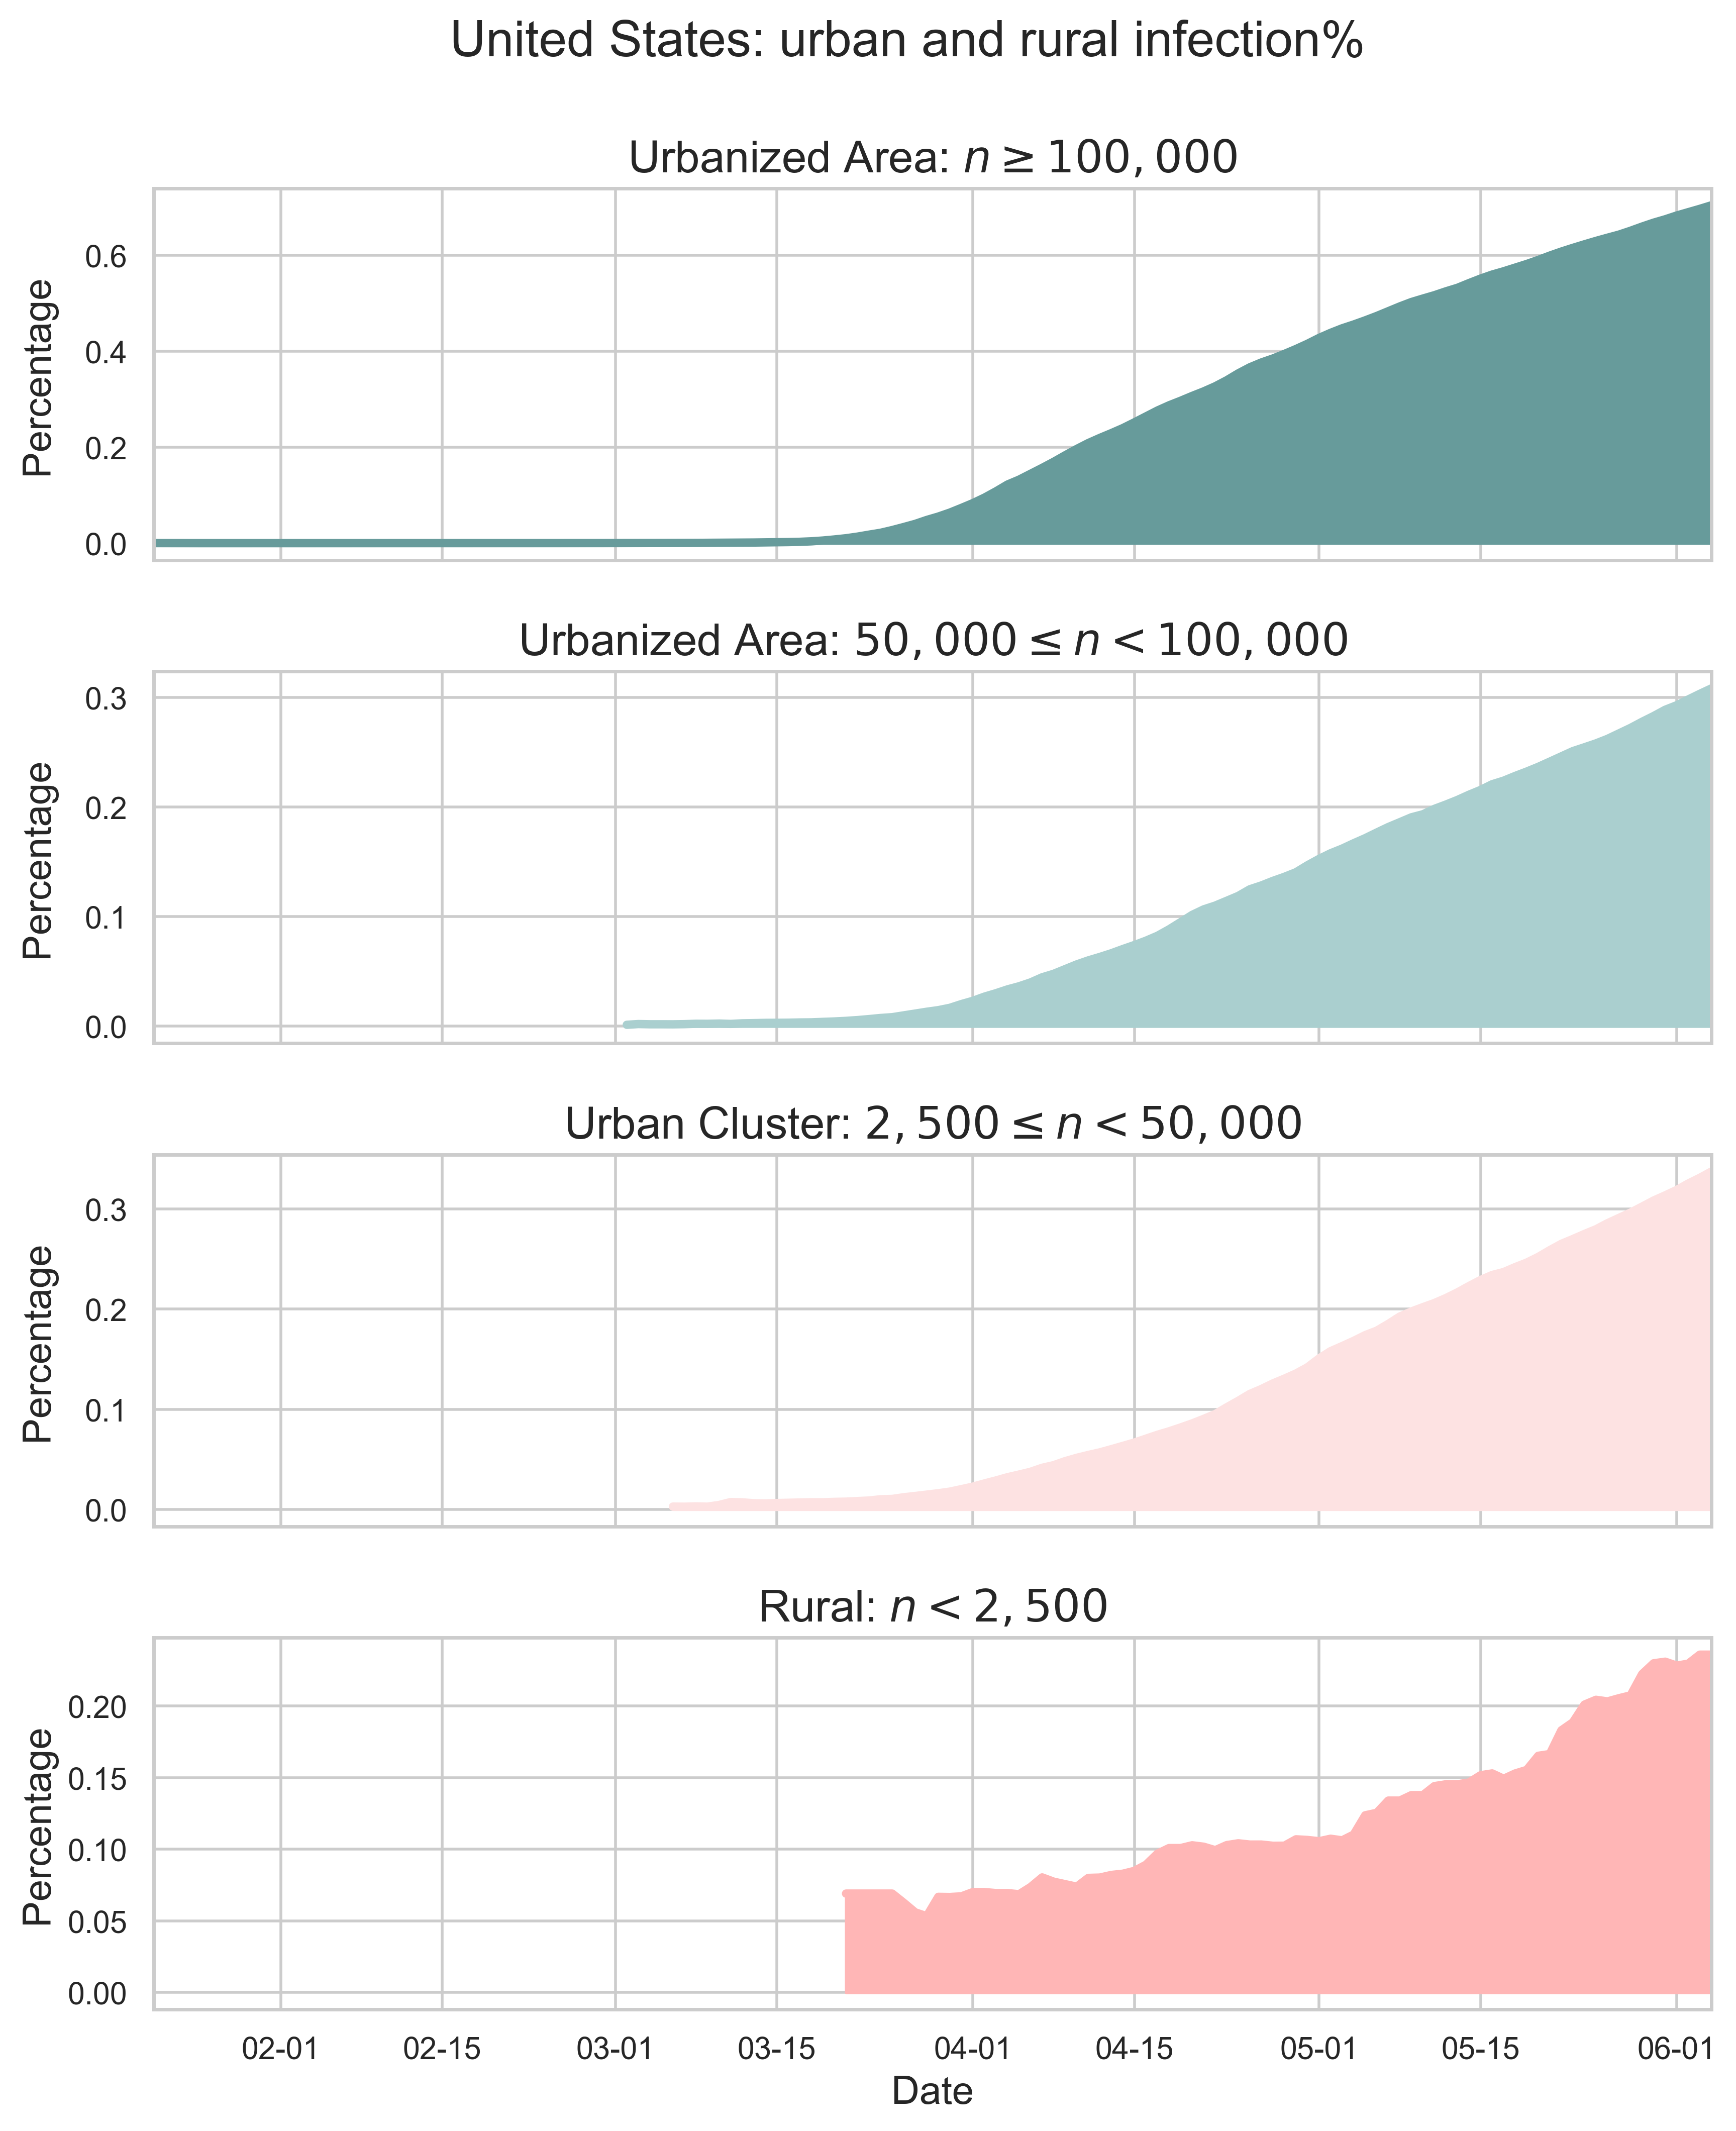 United States: urban and rural infection%
Urbanized Area: n ≥ 100,000
Percentage
0.6
0.4
0.2
0.0
Urbanized Area: 50,000 ≤ n < 100,000
Percentage
0.3
0.2
0.1
0.0
Urban Cluster: 2,500 ≤ n < 50,000
Percentage
0.3
0.2
0.1
0.0
Rural: n < 2,500
Percentage
0.20
0.15
0.10
0.05
0.00
02-01 02-15 03-01 03-15 04-01 04-15 05-01 05-15 06-01
Date